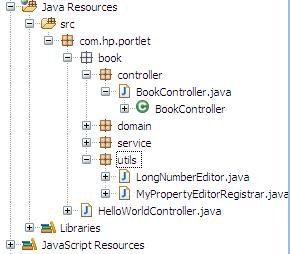 Java Resources
src
com.hp.portlet
book
controller
BookController.java
BookController
domain
service
utils
LongNumberEditor.java
MyPropertyEditorRegistrar.java
HelloWorldController.java
Libraries
JavaScript Resources